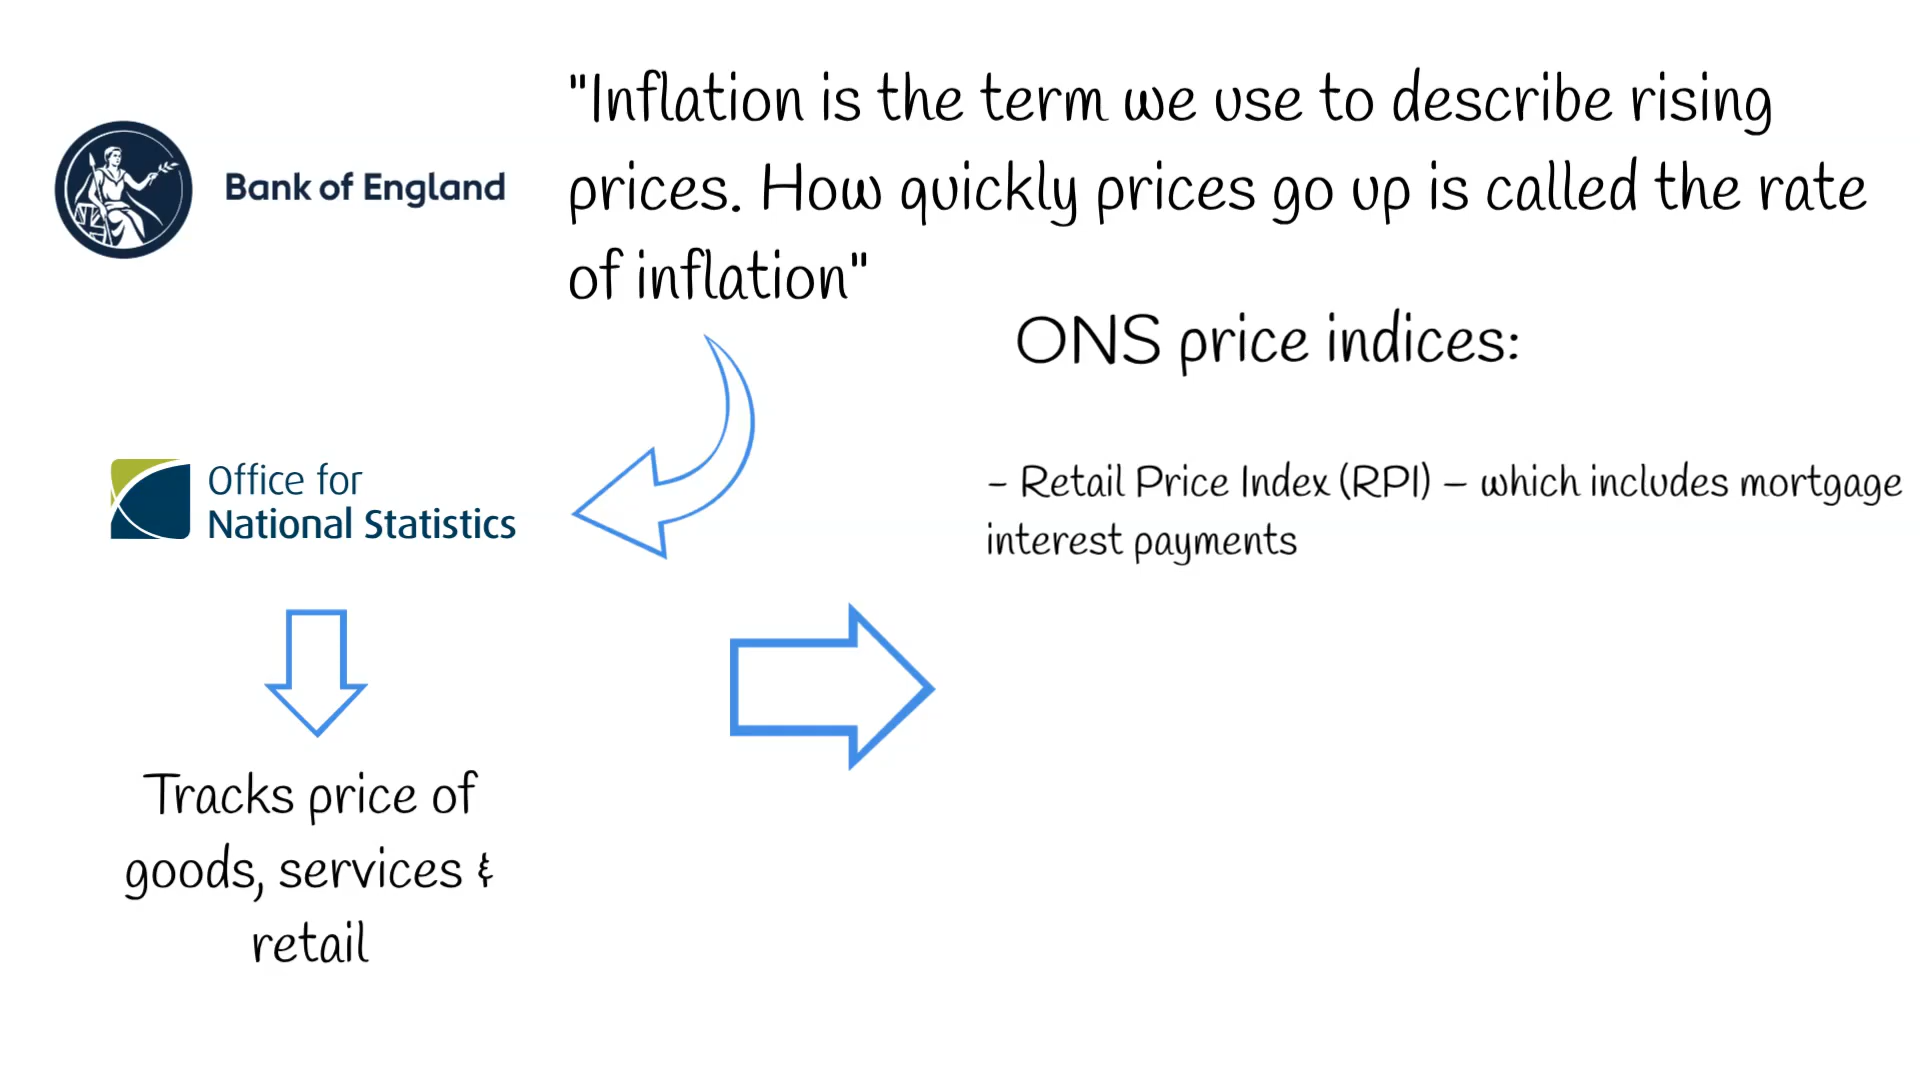 Bank of England
"Inflation is the term we use to describe rising
prices. How quickly prices go up is called the rate
of inflation"
ONS price indices:
Office for
National Statistics
- Retail Price Index (RPI) – which includes mortgage
interest payments
Tracks price of
goods, services &
retail